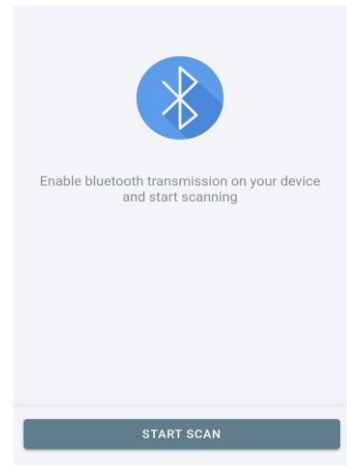 Enable bluetooth transmission on your device
and start scanning
START SCAN